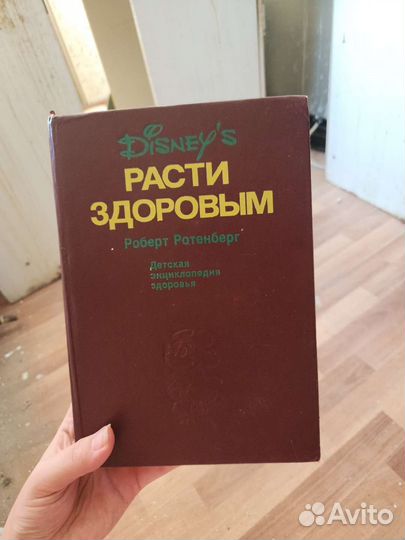 Disney's
РАСТИ
ЗДОРОВЫМ
Роберт Ротенберг
Детская
энциклопедия
здоровья
Avito